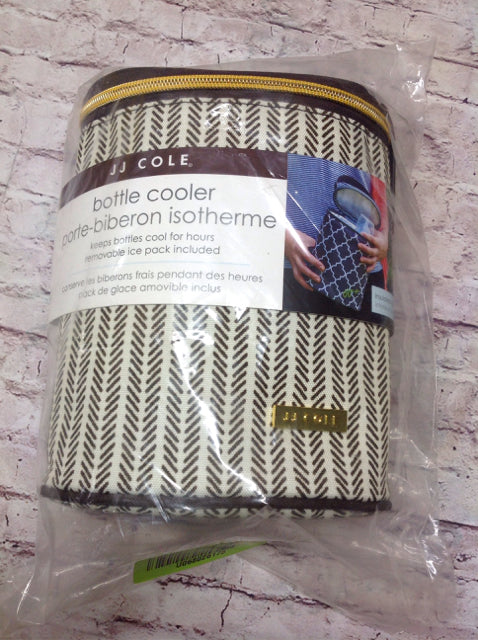 JJ COLE®
bottle cooler
porte-biberon isotherme
keeps bottles cool for hours
removable ice pack included
conserve les biberons frais pendant des heures
pack de glace amovible inclus
JJ COLE